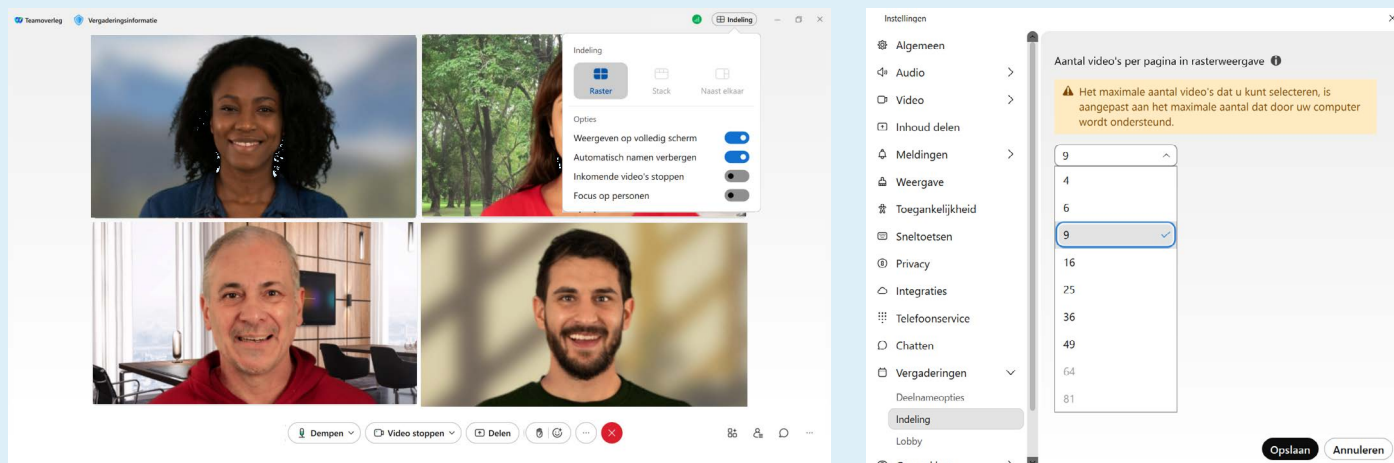 Teamoverleg Vergaderingsinformatie
Indeling
Indeling
Raster Stack Naast elkaar
Opties
Weergeven op volledig scherm
Automatisch namen verbergen
Inkomende video's stoppen
Focus op personen
Dempen Video stoppen Delen
Instellingen
Algemeen
Audio
Video
Inhoud delen
Meldingen
Weergave
Toegankelijkheid
Sneltoetsen
Privacy
Integraties
Telefoonservice
Chatten
Vergaderingen
Deelnameopties
Indeling
Lobby
Aantal video's per pagina in rasterweergave
Het maximale aantal video's dat u kunt selecteren, is
aangepast aan het maximale aantal dat door uw computer
wordt ondersteund.
9
4
6
9
16
25
36
49
64
81
Opslaan Annuleren